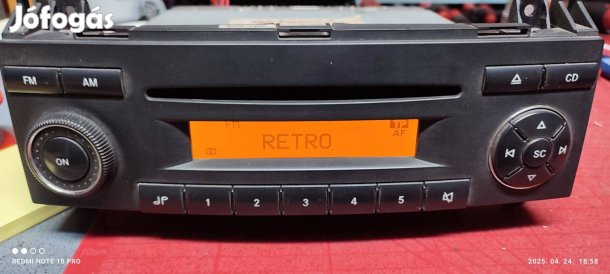 Jófogás
FM
AM
CD
FM
TP
AF
RETRO
ON
SC
1
2
3
4
5
REDMI NOTE 10 PRO
2025. 04. 24 18:58